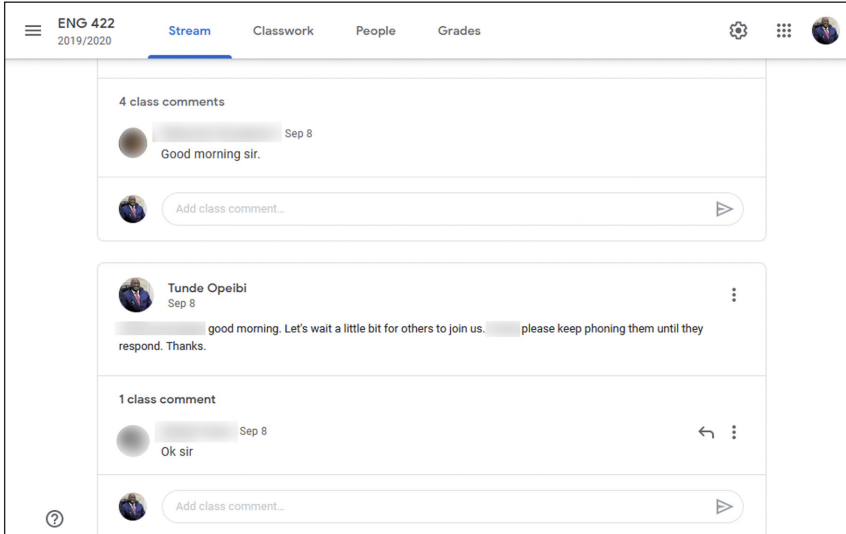 ENG 422
2019/2020
Stream
Classwork
People
Grades
4 class comments
Sep 8
Good morning sir.
Add class comment...
Tunde Opeibi
Sep 8
good morning. Let's wait a little bit for others to join us. please keep phoning them until they
respond. Thanks.
1 class comment
Sep 8
Ok sir
Add class comment...